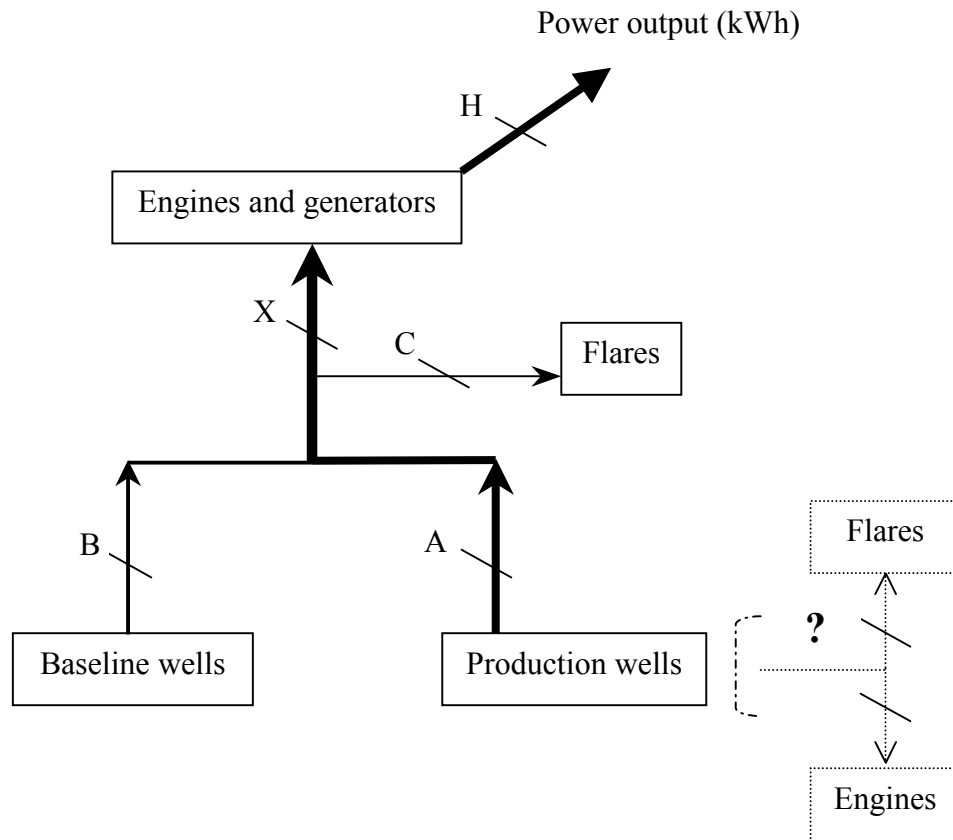 Power output (kWh)
H
Engines and generators
X
C
Flares
B
A
Flares
?
Baseline wells
Production wells
Engines